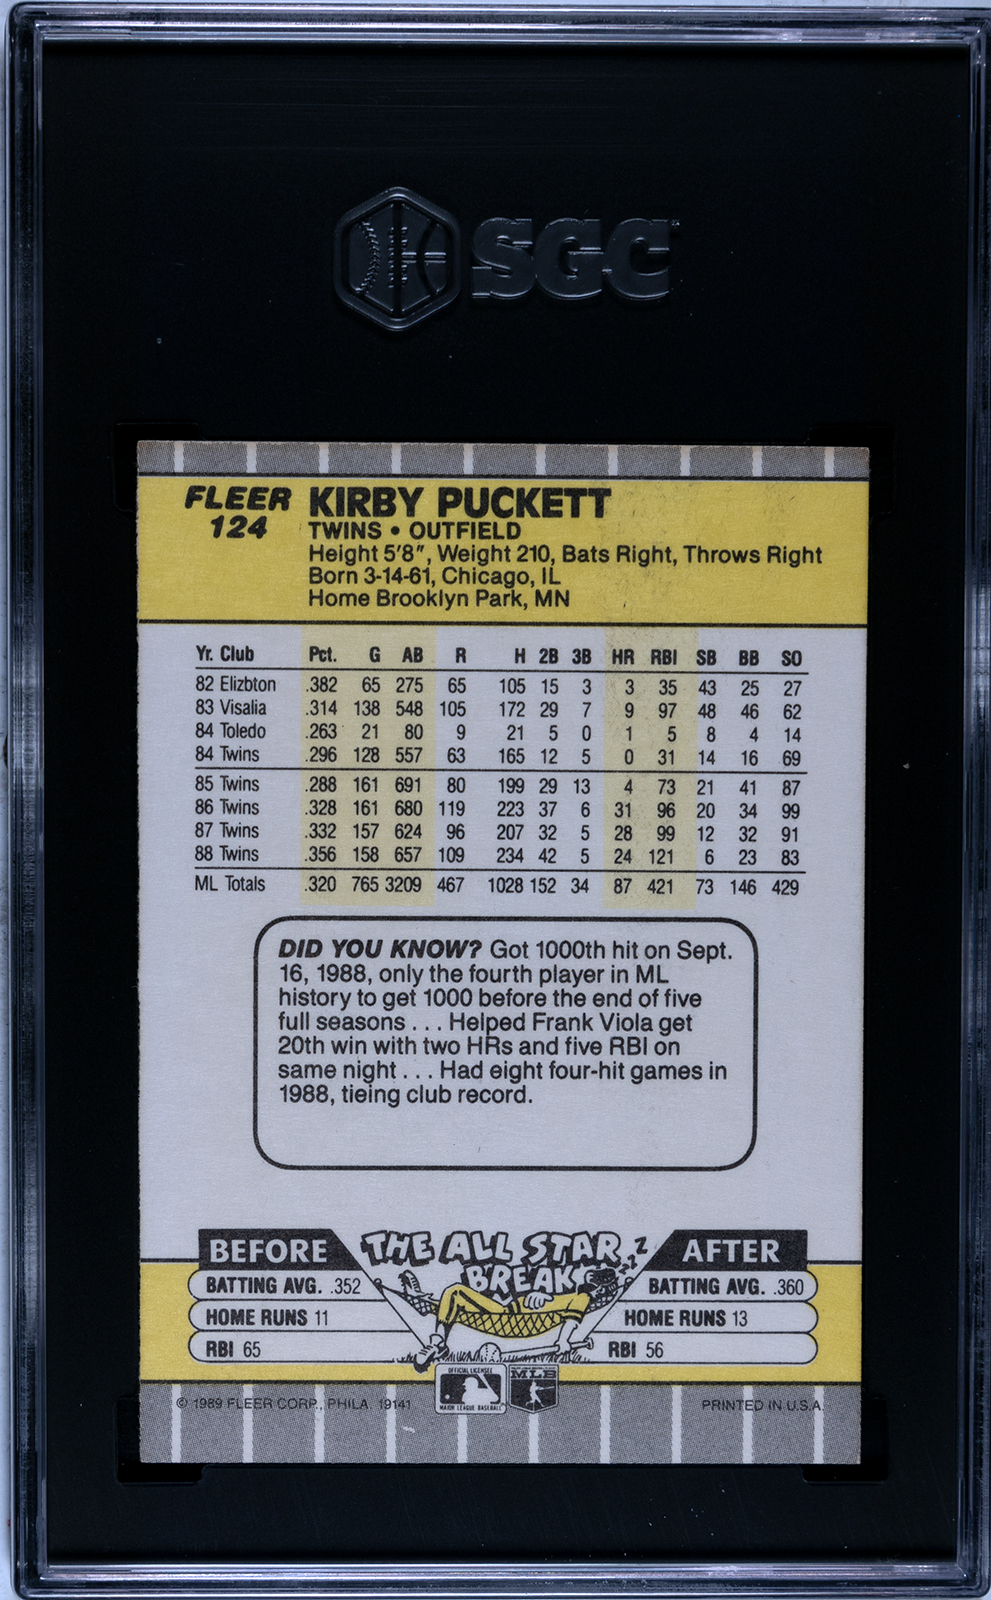 SGC
FLEER KIRBY PUCKETT
124 TWINS • OUTFIELD
Height 5'8", Weight 210, Bats Right, Throws Right
Born 3-14-61, Chicago, IL
Home Brooklyn Park, MN
Yr. Club Pct. G AB R H 2B 3B HR RBI SB BB SO
82 Elizbton .382 65 275 65 105 15 3 3 35 43 25 27
83 Visalia .314 138 548 105 172 29 7 9 97 48 46 62
84 Toledo .263 21 80 9 21 5 0 1 5 8 4 14
84 Twins .296 128 557 63 165 12 5 0 31 14 16 69
85 Twins .288 161 691 80 199 29 13 4 73 21 41 87
86 Twins .328 161 680 119 223 37 6 31 96 20 34 99
87 Twins .332 157 624 96 207 32 5 28 99 12 32 91
88 Twins .356 158 657 109 234 42 5 24 121 6 23 83
ML Totals .320 765 3209 467 1028 152 34 87 421 73 146 429
DID YOU KNOW? Got 1000th hit on Sept.
16, 1988, only the fourth player in ML
history to get 1000 before the end of five
full seasons . . . Helped Frank Viola get
20th win with two HRs and five RBI on
same night . . . Had eight four-hit games in
1988, tieing club record.
BEFORE THE ALL STAR BREAK ZZZ AFTER
BATTING AVG. .352 BATTING AVG. .360
HOME RUNS 11 HOME RUNS 13
RBI 65 RBI 56
OFFICIAL LICENSEE
MAJOR LEAGUE BASEBALL
MLB
© 1989 FLEER CORP., PHILA. 19141 PRINTED IN U.S.A.